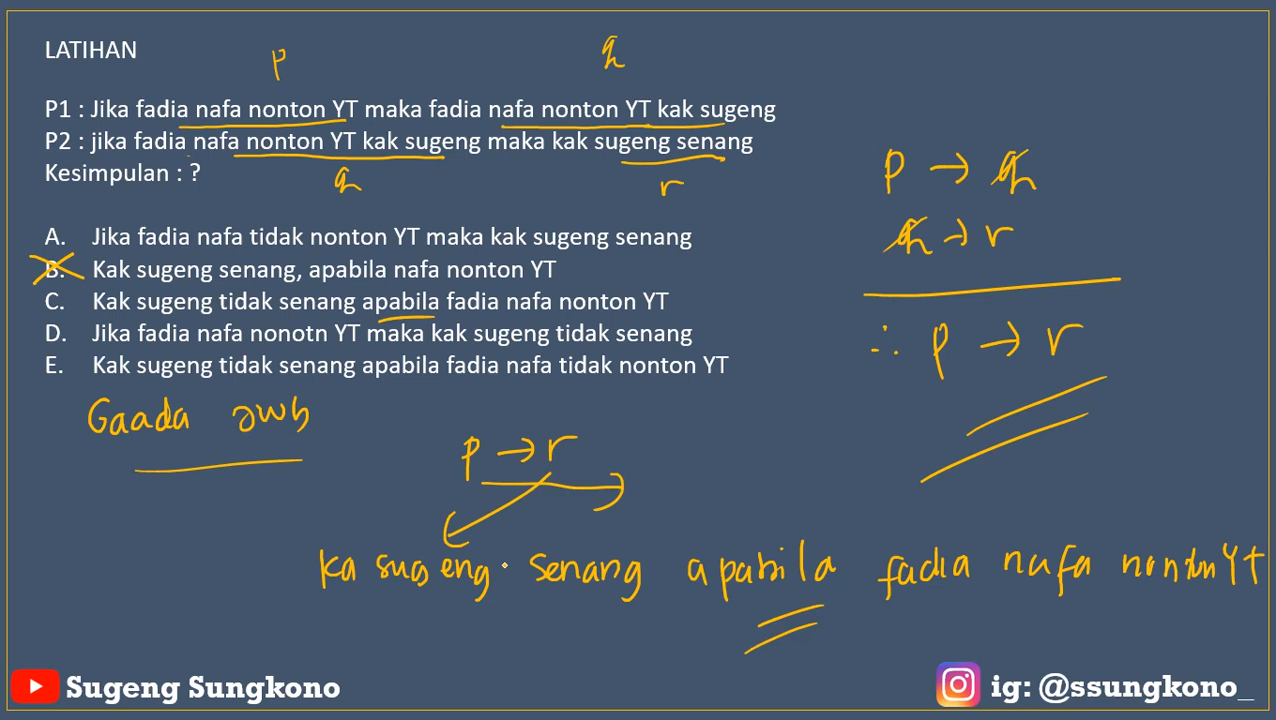 LATIHAN
p
q
P1 : Jika fadia nafa nonton YT maka fadia nafa nonton YT kak sugeng
P2 : jika fadia nafa nonton YT kak sugeng maka kak sugeng senang
Kesimpulan : ?
q
r
p → q
q → r
∴ p → r
A. Jika fadia nafa tidak nonton YT maka kak sugeng senang
B. Kak sugeng senang, apabila nafa nonton YT
C. Kak sugeng tidak senang apabila fadia nafa nonton YT
D. Jika fadia nafa nonotn YT maka kak sugeng tidak senang
E. Kak sugeng tidak senang apabila fadia nafa tidak nonton YT
Gaada
p → r
ka sugeng senang apabila fadia nafa nonton YT
Sugeng Sungkono
ig: @ssungkono_